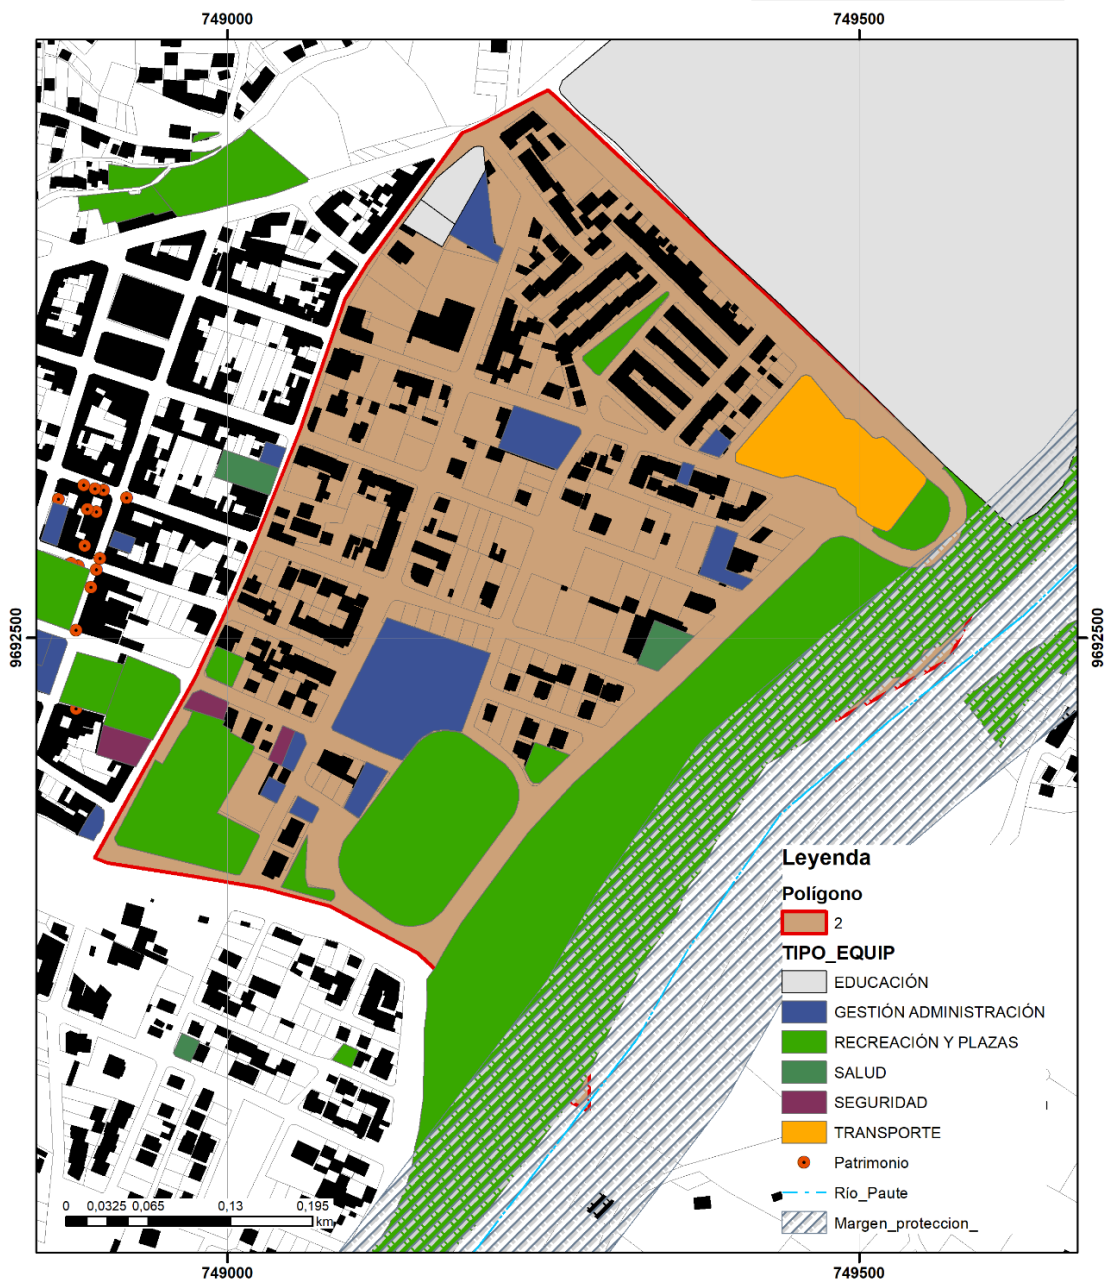 749000
749500
9692500
9692500
Leyenda
Polígono
2
TIPO_EQUIP
EDUCACIÓN
GESTIÓN ADMINISTRACIÓN
RECREACIÓN Y PLAZAS
SALUD
SEGURIDAD
TRANSPORTE
Patrimonio
Río_Paute
Margen_proteccion_
0 0,0325 0,065 0,13 0,195
km
749000
749500